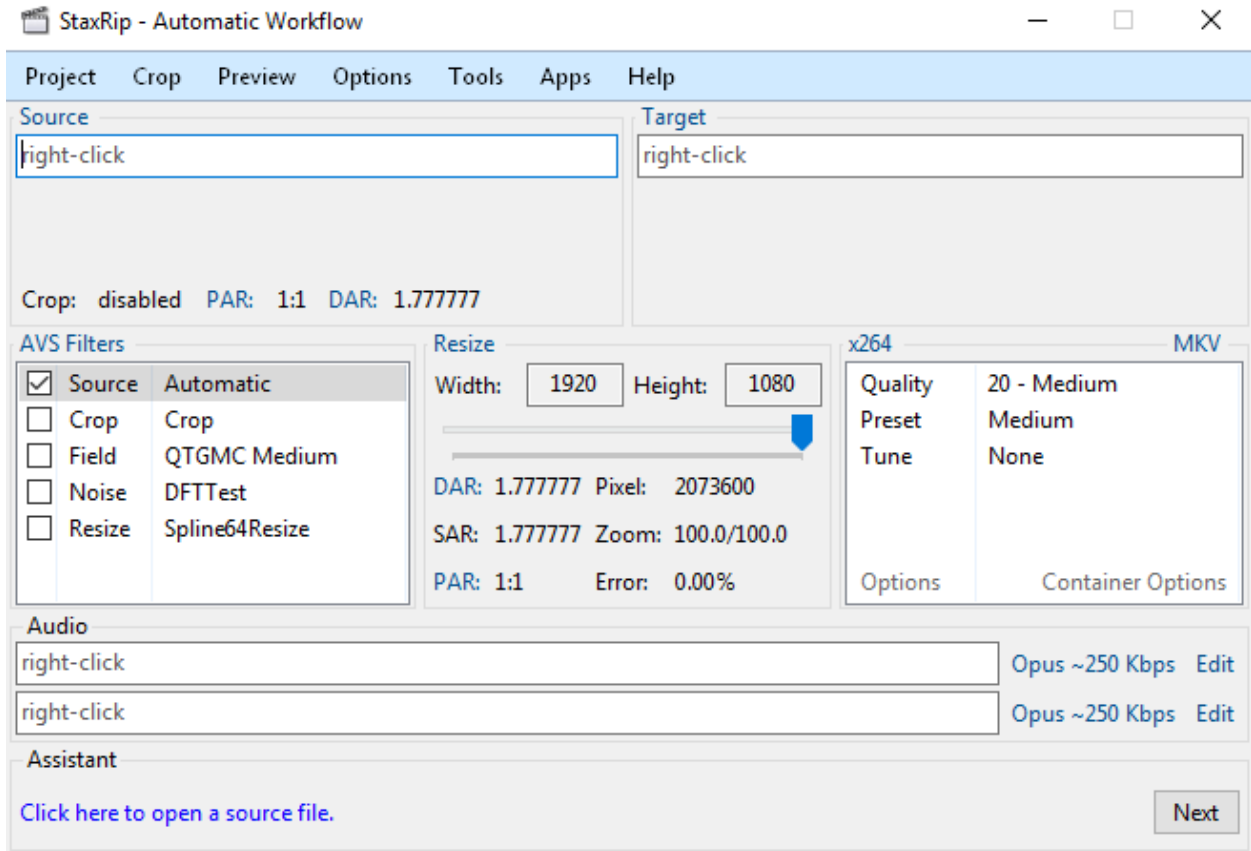 StaxRip - Automatic Workflow
Project Crop Preview Options Tools Apps Help
Source
right-click
Crop: disabled PAR: 1:1 DAR: 1.777777
Target
right-click
AVS Filters
Source Automatic
Crop Crop
Field QTGMC Medium
Noise DFTTest
Resize Spline64Resize
Resize
Width: 1920 Height: 1080
DAR: 1.777777 Pixel: 2073600
SAR: 1.777777 Zoom: 100.0/100.0
PAR: 1:1 Error: 0.00%
x264 MKV
Quality 20 - Medium
Preset Medium
Tune None
Options Container Options
Audio
right-click Opus ~250 Kbps Edit
right-click Opus ~250 Kbps Edit
Assistant
Click here to open a source file. Next